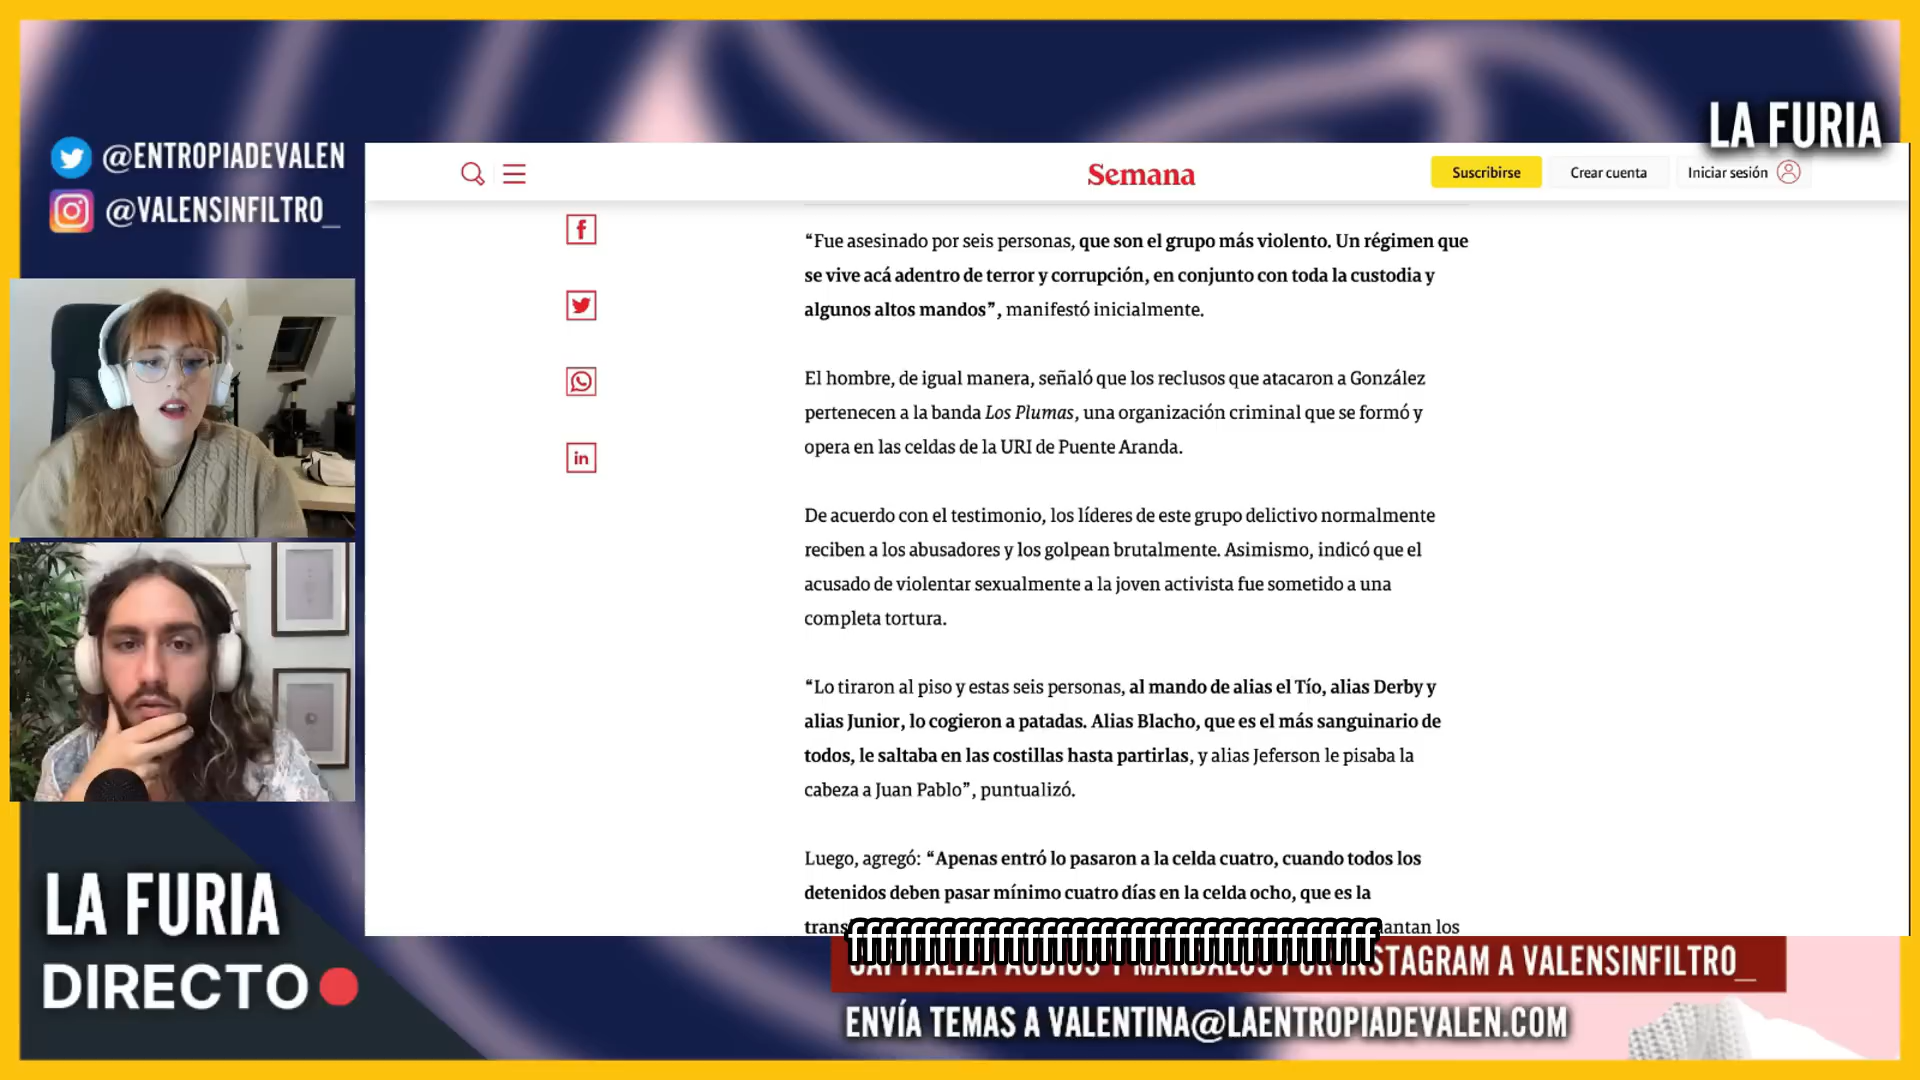 LA FURIA
@ENTROPIADEVALEN
@VALENSINFILTRO_
Semana
Suscribirse
Crear cuenta
Iniciar sesión
“Fue asesinado por seis personas, que son el grupo más violento. Un régimen que
se vive acá adentro de terror y corrupción, en conjunto con toda la custodia y
algunos altos mandos”, manifestó inicialmente.
El hombre, de igual manera, señaló que los reclusos que atacaron a González
pertenecen a la banda Los Plumas, una organización criminal que se formó y
opera en las celdas de la URI de Puente Aranda.
De acuerdo con el testimonio, los líderes de este grupo delictivo normalmente
reciben a los abusadores y los golpean brutalmente. Asimismo, indicó que el
acusado de violentar sexualmente a la joven activista fue sometido a una
completa tortura.
“Lo tiraron al piso y estas seis personas, al mando de alias el Tío, alias Derby y
alias Junior, lo cogieron a patadas. Alias Blacho, que es el más sanguinario de
todos, le saltaba en las costillas hasta partirlas, y alias Jeferson le pisaba la
cabeza a Juan Pablo”, puntualizó.
Luego, agregó: “Apenas entró lo pasaron a la celda cuatro, cuando todos los
detenidos deben pasar mínimo cuatro días en la celda ocho, que es la
los
LA FURIA
DIRECTO
CAPITALIZA AUDIOS Y MÁNDALOS POR INSTAGRAM A VALENSINFILTRO_
ENVÍA TEMAS A VALENTINA@LAENTROPIADEVALEN.COM